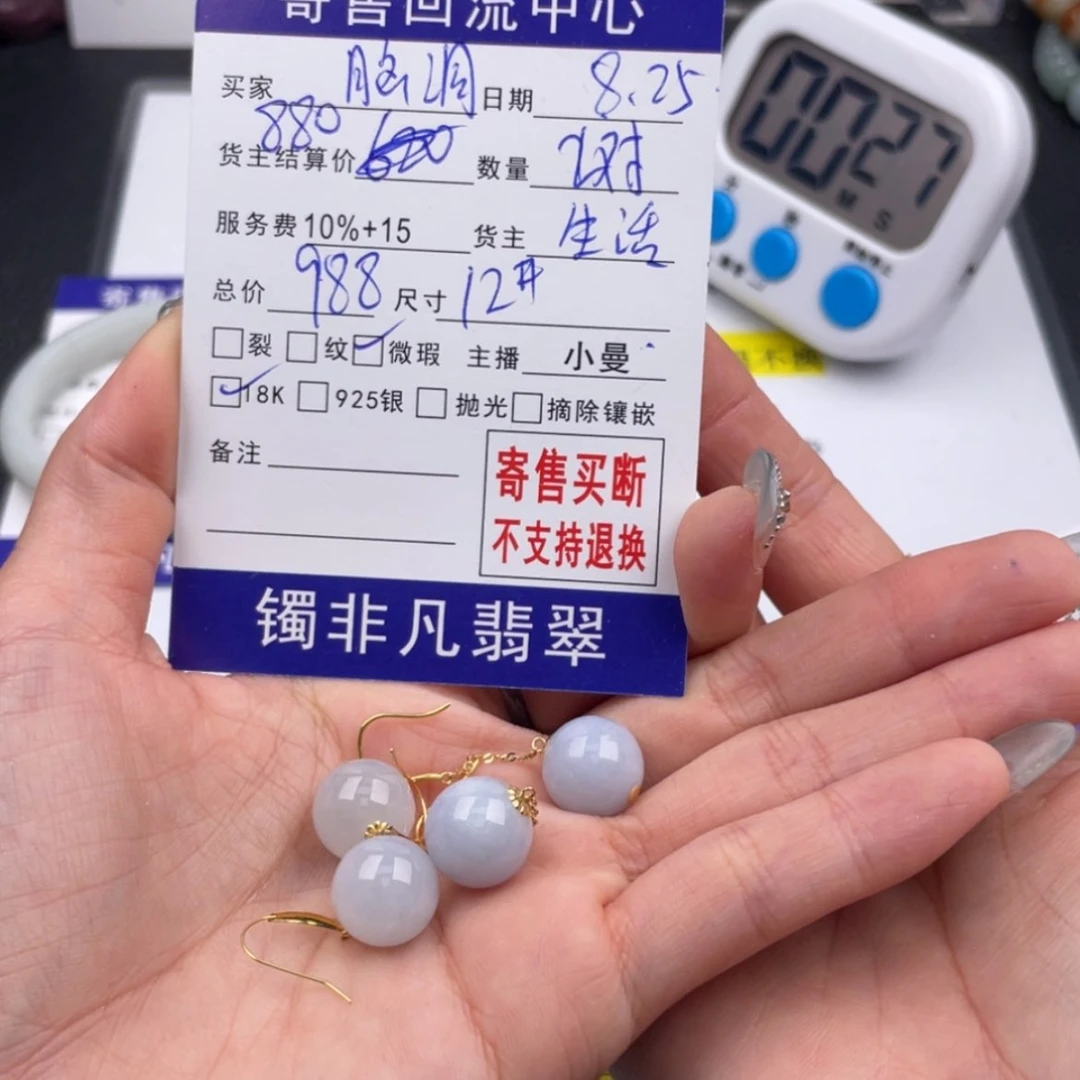 寄售回流中心
买家 日期 8.25
880
货主结算价 数量 2对
服务费10%+15 货主 生活
总价 988 尺寸 12#
裂 纹 微瑕 主播 小曼
18K 925银 抛光 摘除镶嵌
备注
寄售买断
不支持退换
镯非凡翡翠
00 27
M S